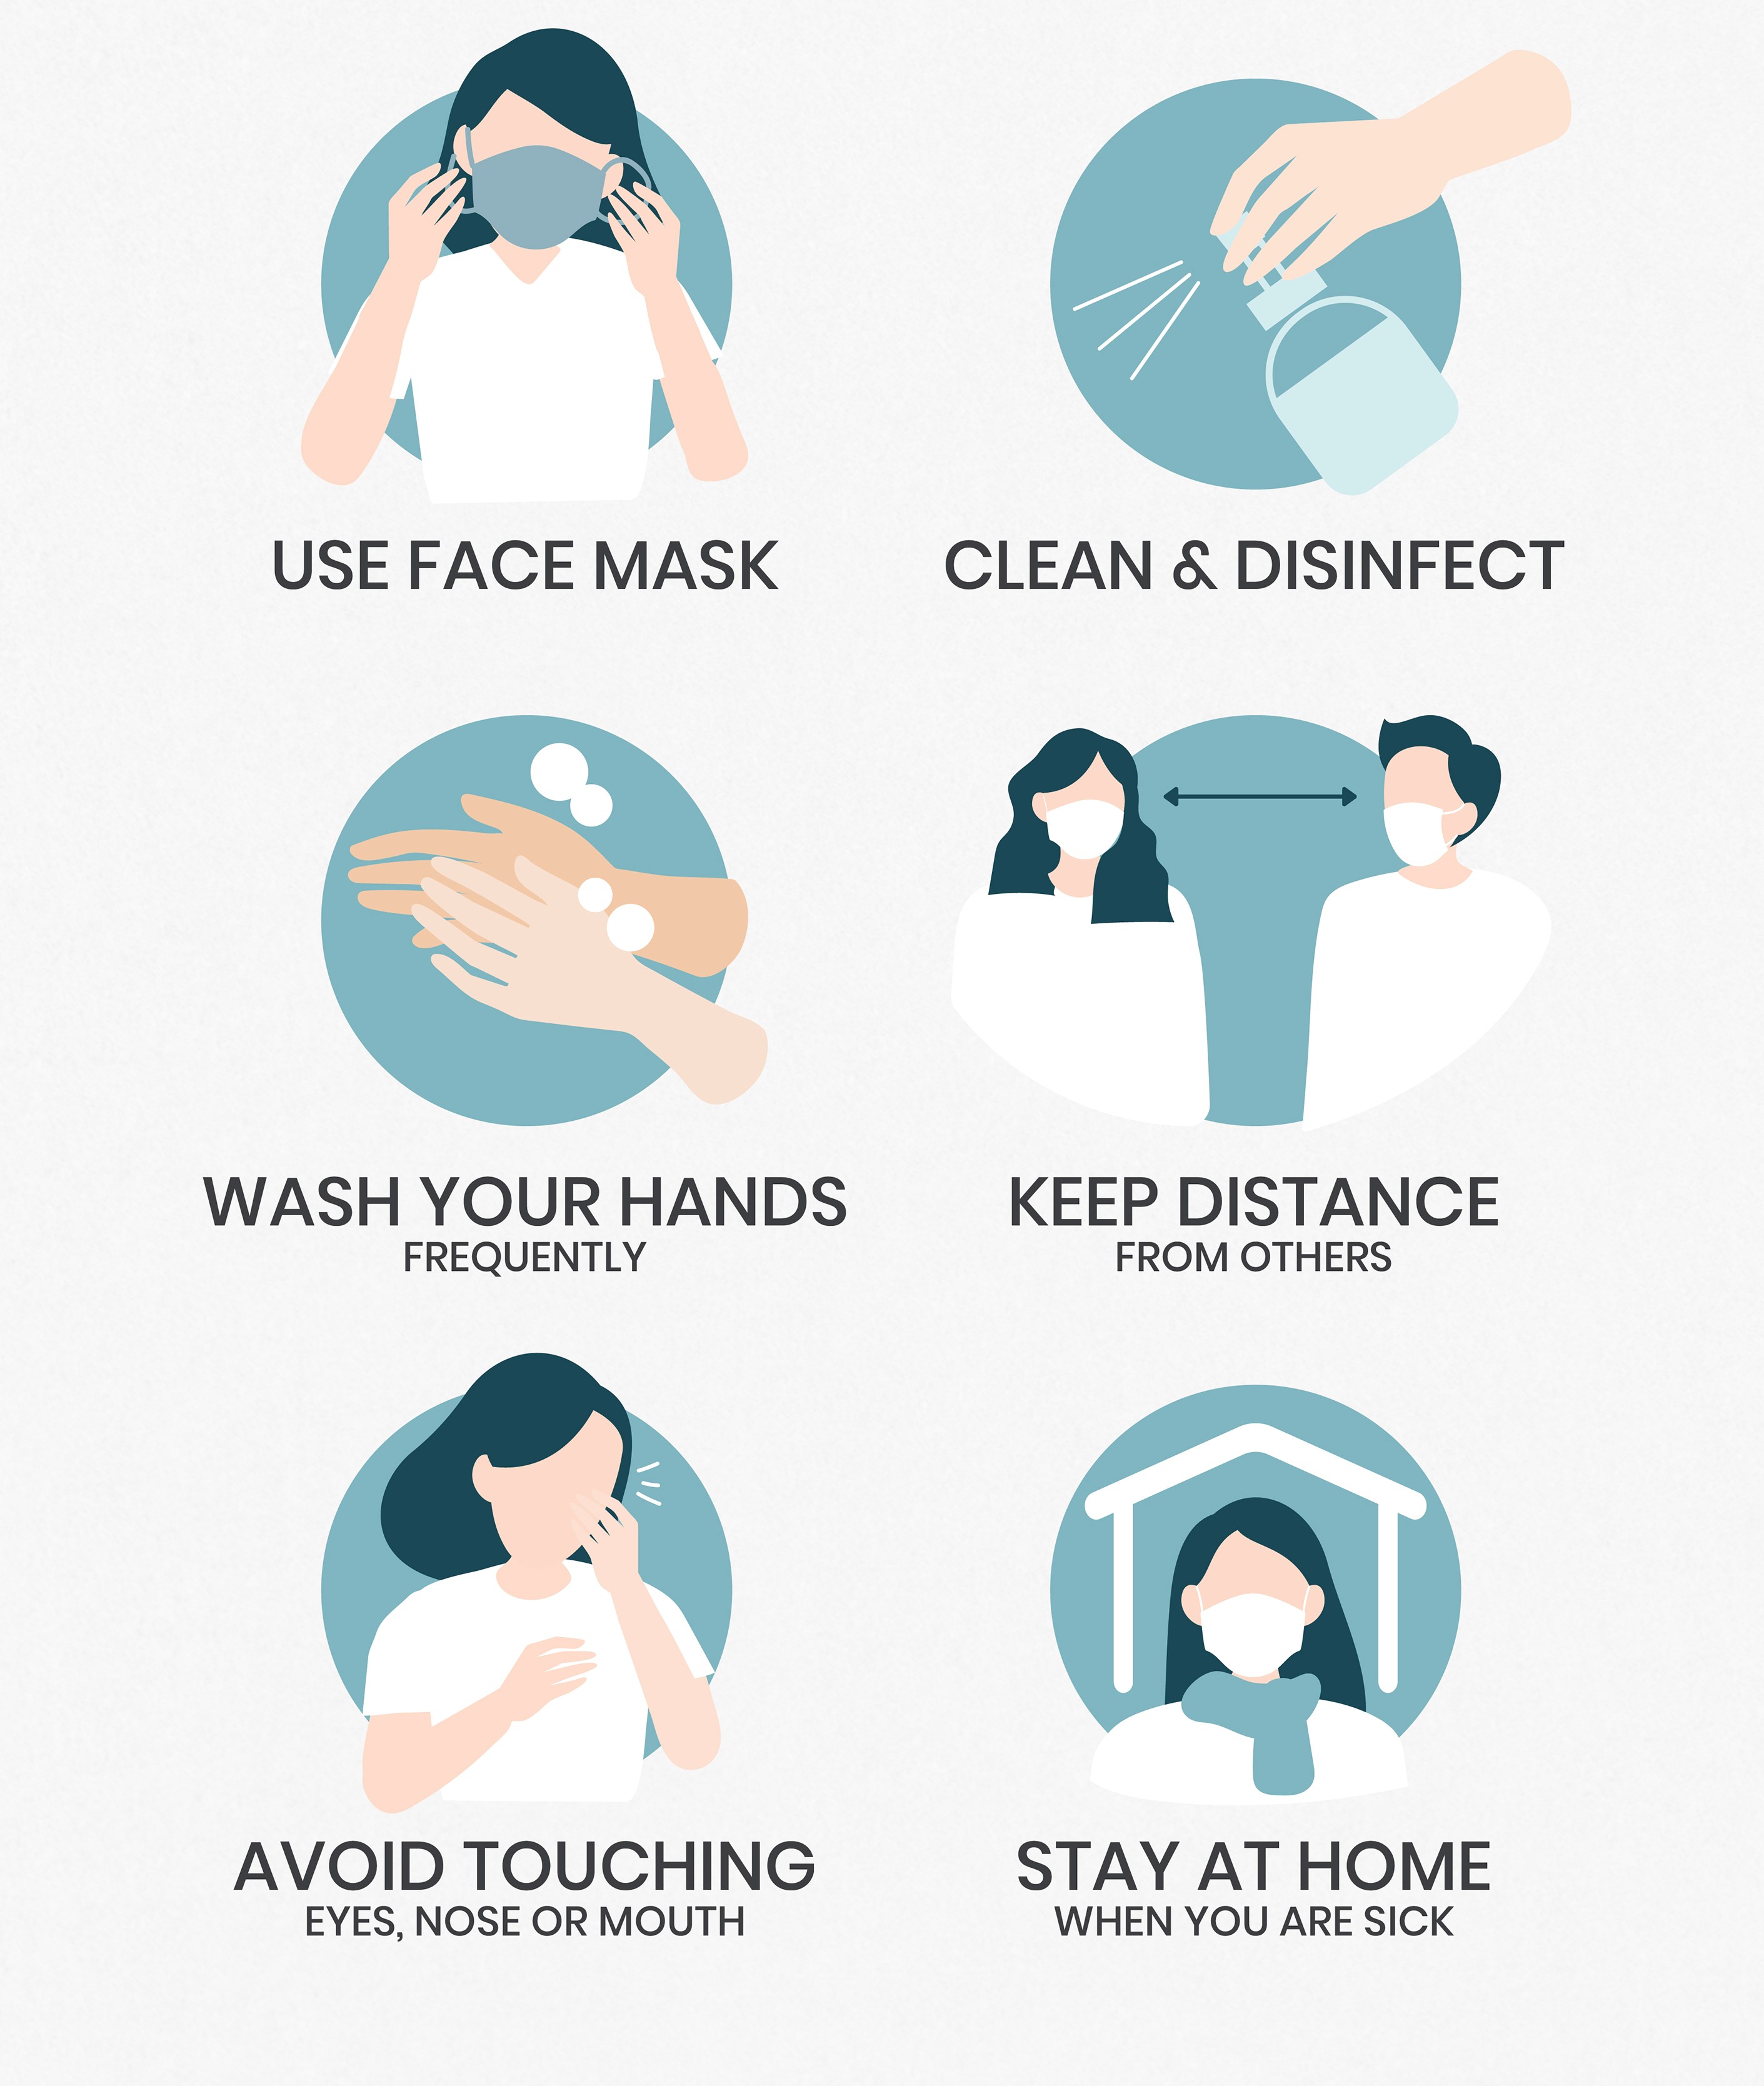 USE FACE MASK
CLEAN & DISINFECT
WASH YOUR HANDS
FREQUENTLY
KEEP DISTANCE
FROM OTHERS
AVOID TOUCHING
EYES, NOSE OR MOUTH
STAY AT HOME
WHEN YOU ARE SICK